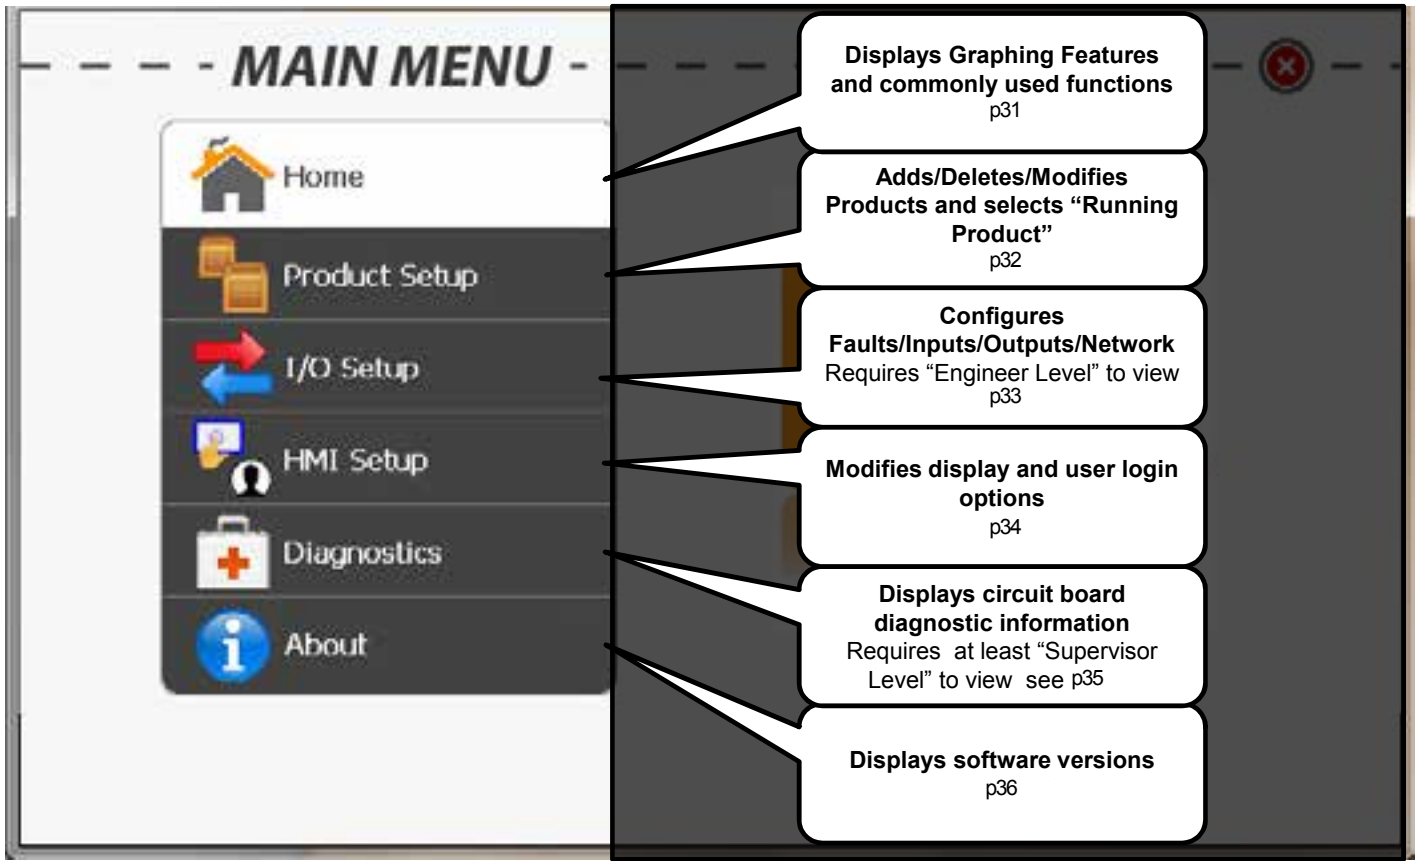 MAIN MENU
Home
Product Setup
I/O Setup
HMI Setup
Diagnostics
About
Displays Graphing Features
and commonly used functions
p31
Adds/Deletes/Modifies
Products and selects “Running
Product”
p32
Configures
Faults/Inputs/Outputs/Network
Requires “Engineer Level” to view
p33
Modifies display and user login
options
p34
Displays circuit board
diagnostic information
Requires at least “Supervisor
Level” to view see p35
Displays software versions
p36